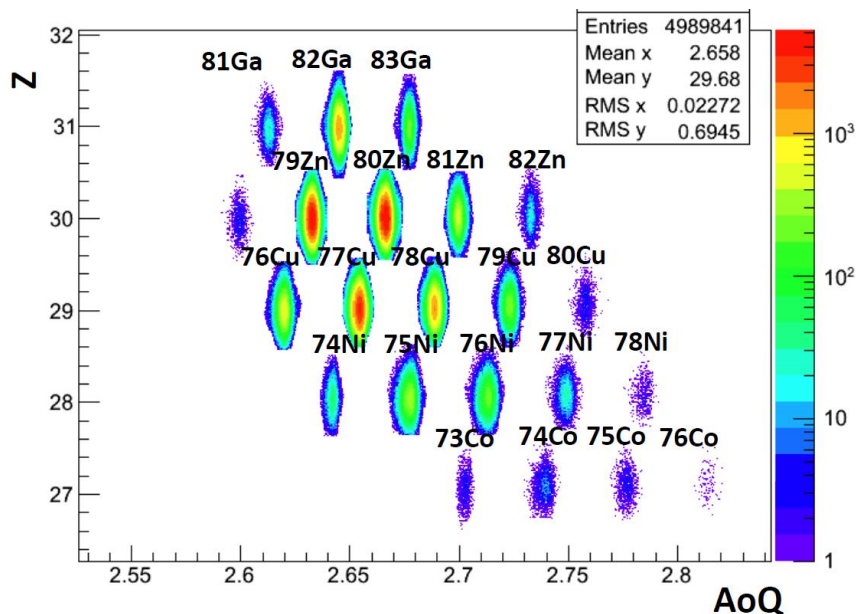 Entries 4989841
Mean x 2.658
Mean y 29.68
RMS x 0.02272
RMS y 0.6945
Z
32
31
30
29
28
27
81Ga 82Ga 83Ga
79Zn 80Zn 81Zn 82Zn
76Cu 77Cu 78Cu 79Cu 80Cu
74Ni 75Ni 76Ni 77Ni 78Ni
73Co 74Co 75Co 76Co
10³
10²
10
1
2.55 2.6 2.65 2.7 2.75 2.8
AoQ